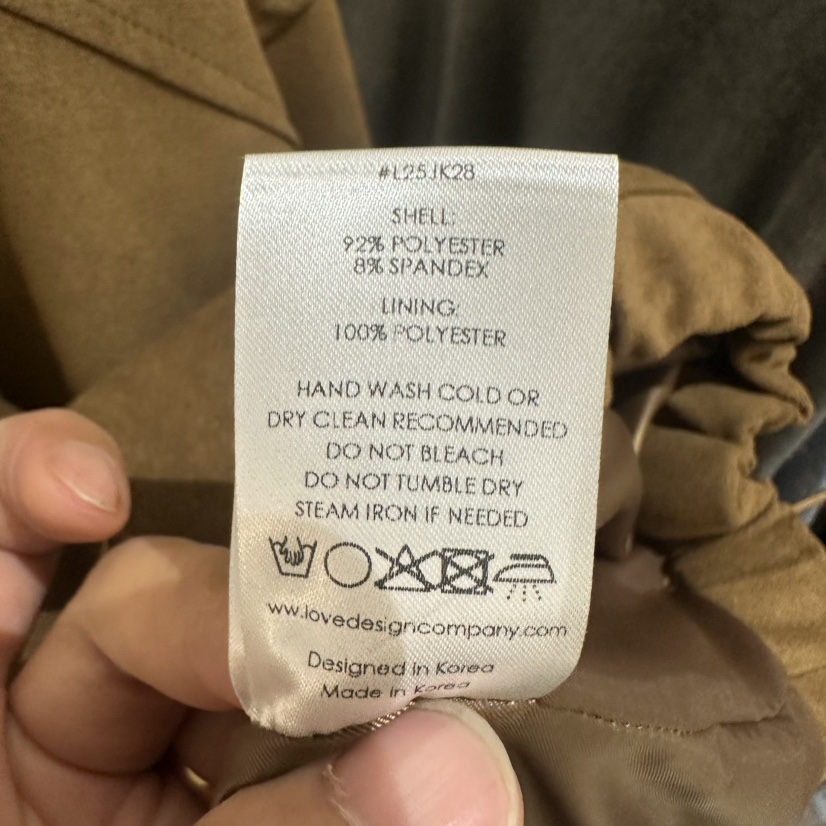 #L25JK28
SHELL:
92% POLYESTER
8% SPANDEX
LINING:
100% POLYESTER
HAND WASH COLD OR
DRY CLEAN RECOMMENDED
DO NOT BLEACH
DO NOT TUMBLE DRY
STEAM IRON IF NEEDED
ww.lovedesigncompany.com
Designed in Korea
Made in Korea